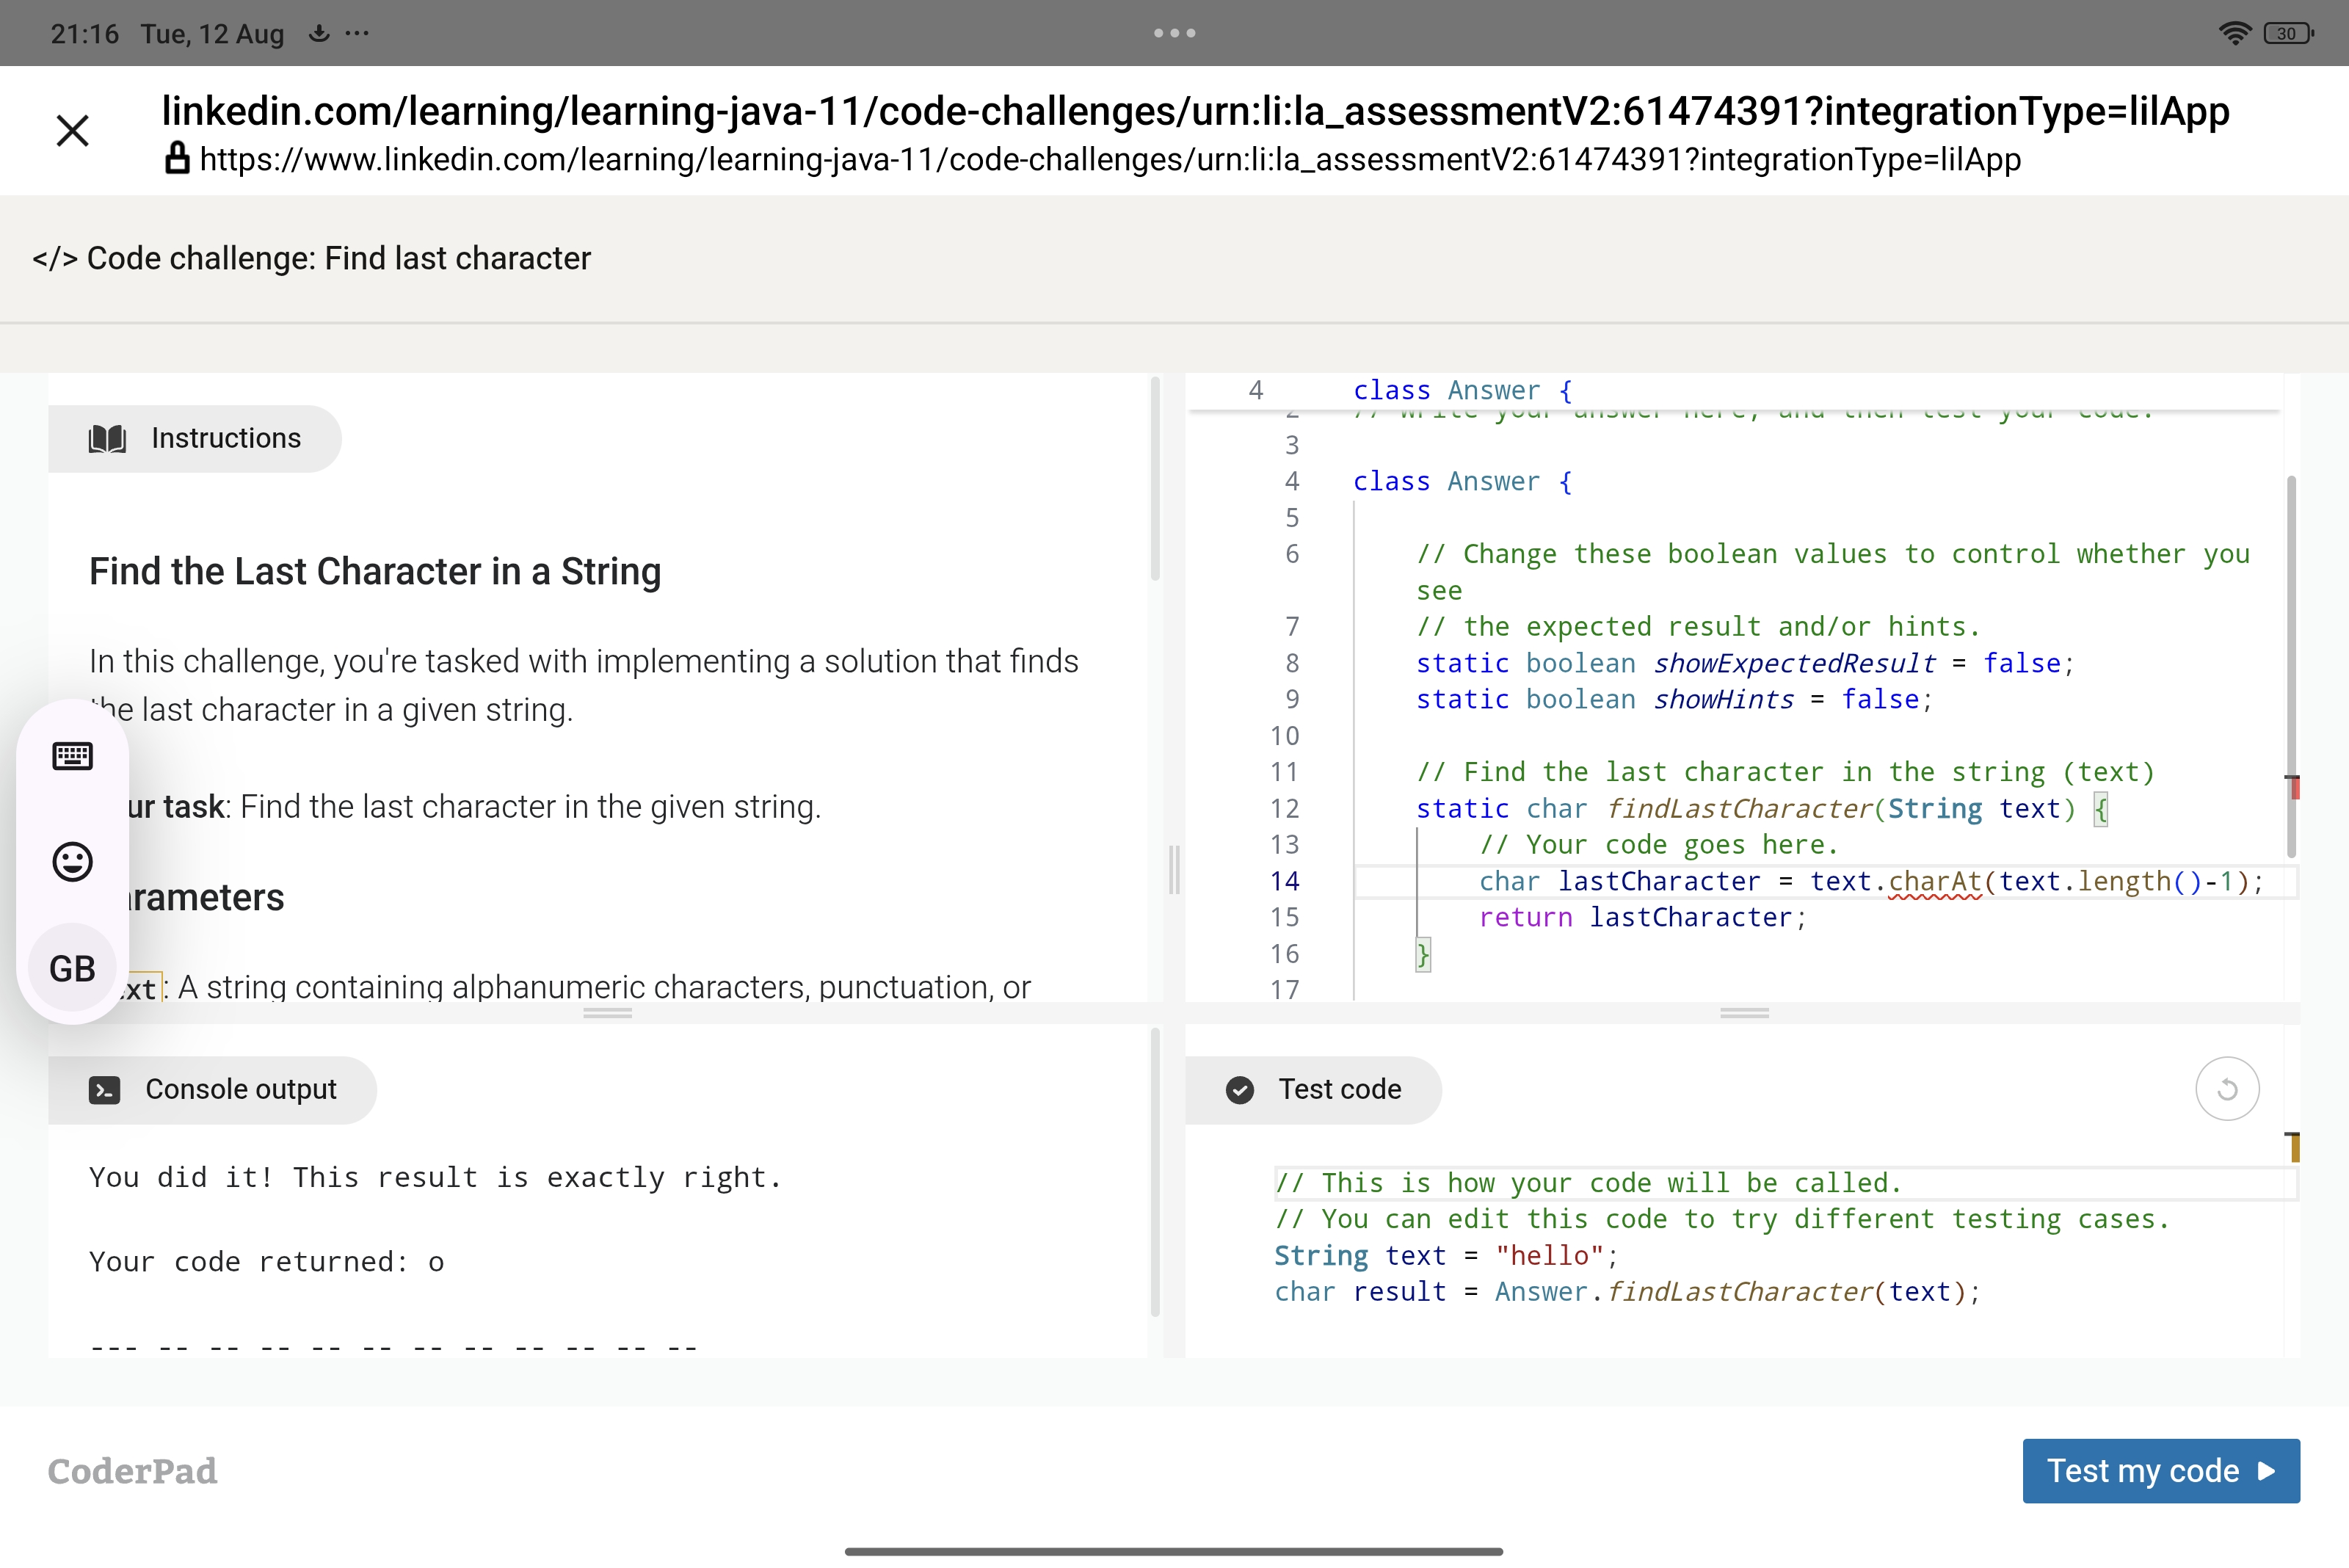 21:16 Tue, 12 Aug
30
linkedin.com/learning/learning-java-11/code-challenges/urn:li:la_assessmentV2:61474391?integrationType=lilApp
https://www.linkedin.com/learning/learning-java-11/code-challenges/urn:li:la_assessmentV2:61474391?integrationType=lilApp
</> Code challenge: Find last character
Instructions
Find the Last Character in a String
In this challenge, you're tasked with implementing a solution that finds
the last character in a given string.
ur task: Find the last character in the given string.
rameters
xt: A string containing alphanumeric characters, punctuation, or
GB
4 class Answer {
2 // Write your answer here, and then test your code.
3
4 class Answer {
5
6 // Change these boolean values to control whether you
see
7 // the expected result and/or hints.
8 static boolean showExpectedResult = false;
9 static boolean showHints = false;
10
11 // Find the last character in the string (text)
12 static char findLastCharacter(String text) {
13 // Your code goes here.
14 char lastCharacter = text.charAt(text.length()-1);
15 return lastCharacter;
16 }
17
Console output
You did it! This result is exactly right.
Your code returned: o
--- -- -- -- -- -- -- -- -- -- -- --
Test code
// This is how your code will be called.
// You can edit this code to try different testing cases.
String text = "hello";
char result = Answer.findLastCharacter(text);
CoderPad
Test my code